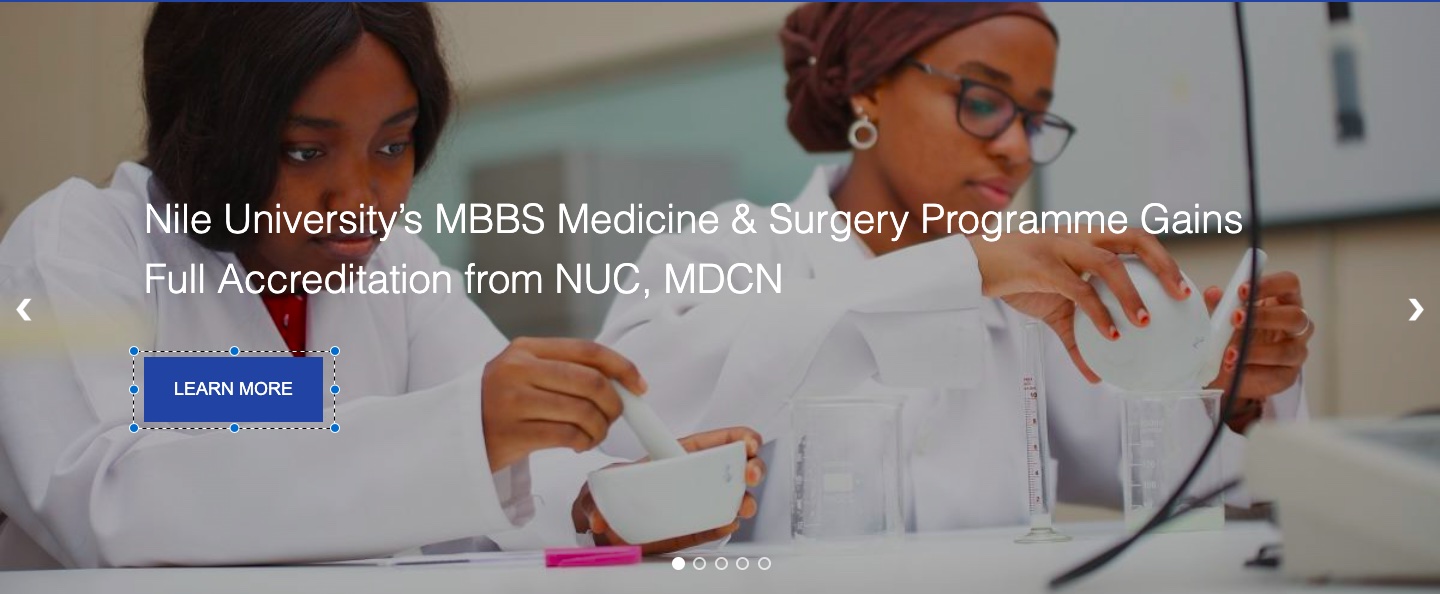 Nile University’s MBBS Medicine & Surgery Programme Gains
Full Accreditation from NUC, MDCN
LEARN MORE